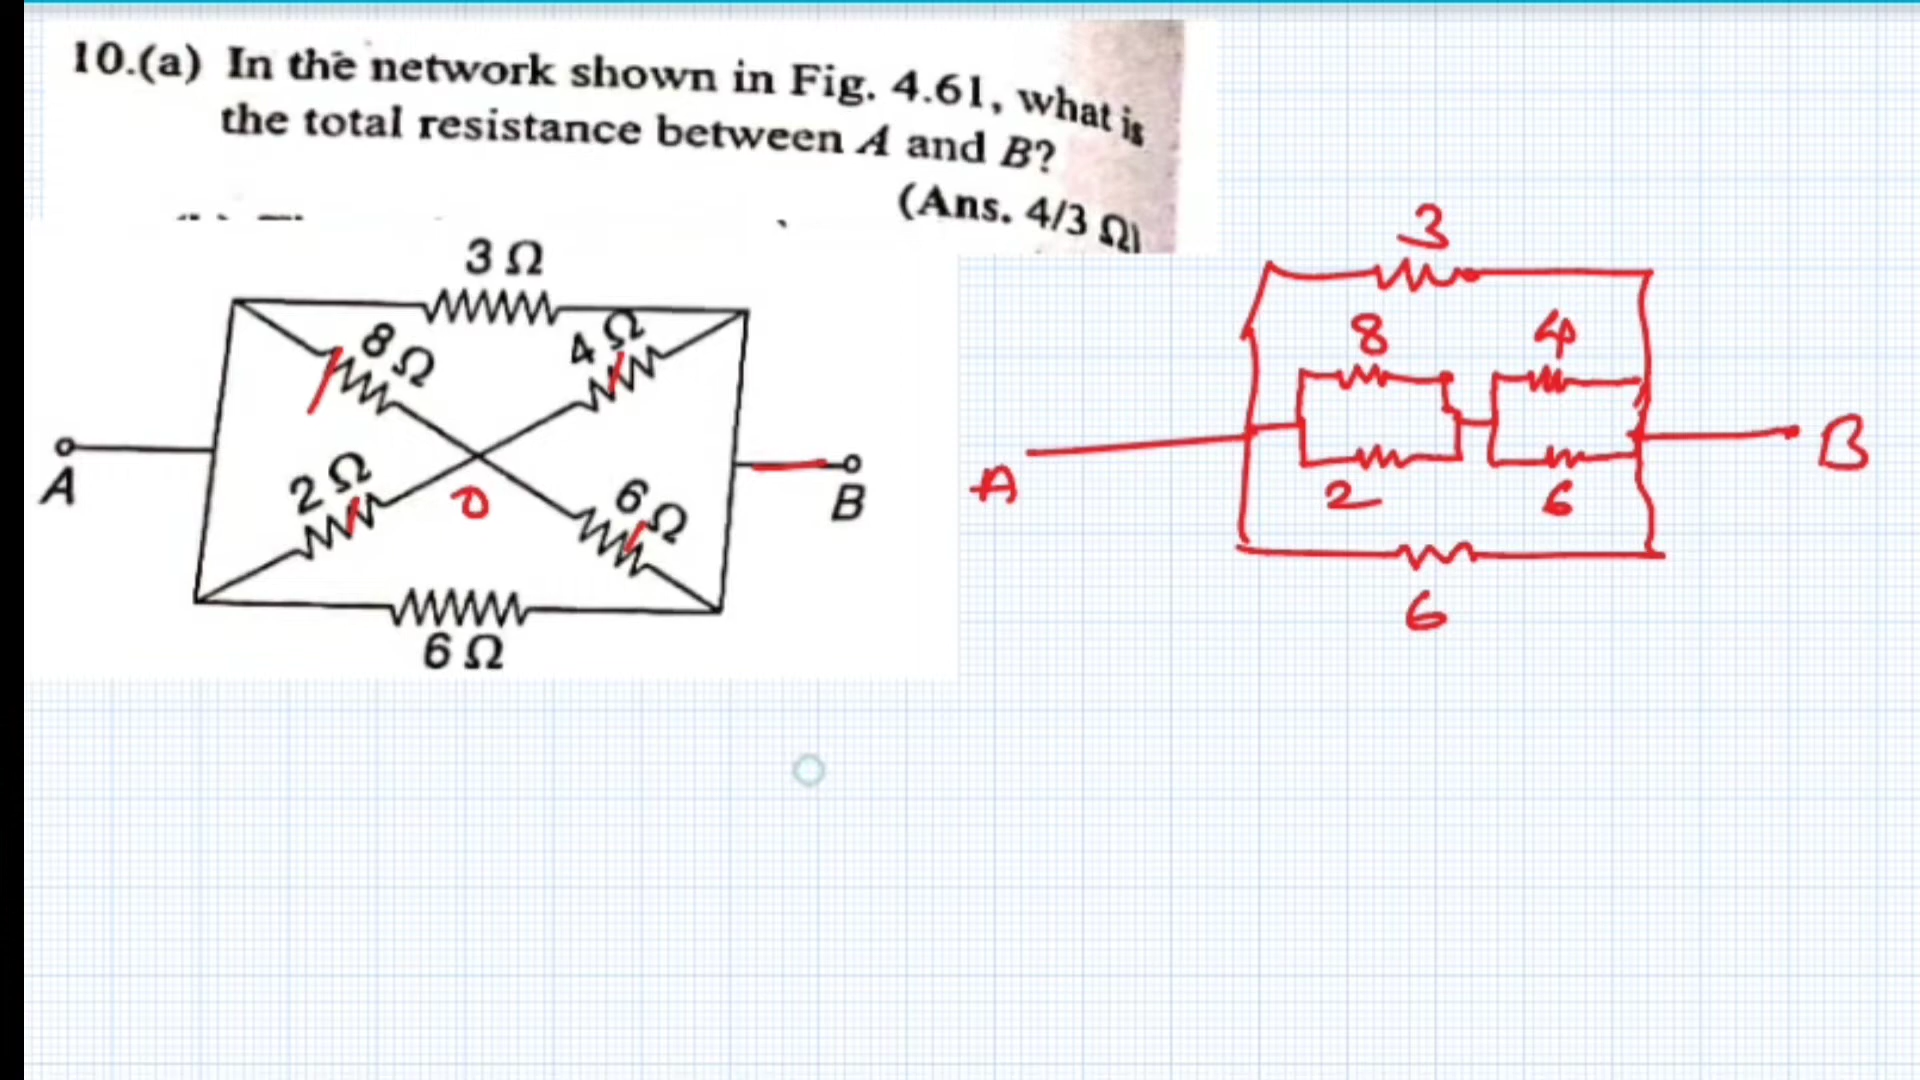 10.(a) In the network shown in Fig. 4.61, what is
the total resistance between A and B?
(Ans. 4/3 Ω)
3 Ω
8 Ω
4 Ω
A
2 Ω
O
6 Ω
B
6 Ω
3
8
4
A
B
2
6
6